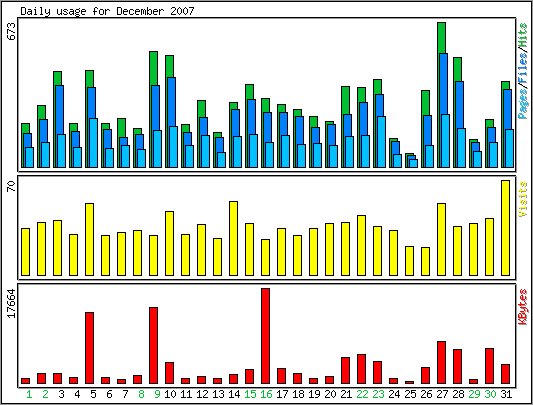 Daily usage for December 2007
673
Pages/Files/Hits
70
Visits
17664
KBytes
1 2 3 4 5 6 7 8 9 10 11 12 13 14 15 16 17 18 19 20 21 22 23 24 25 26 27 28 29 30 31